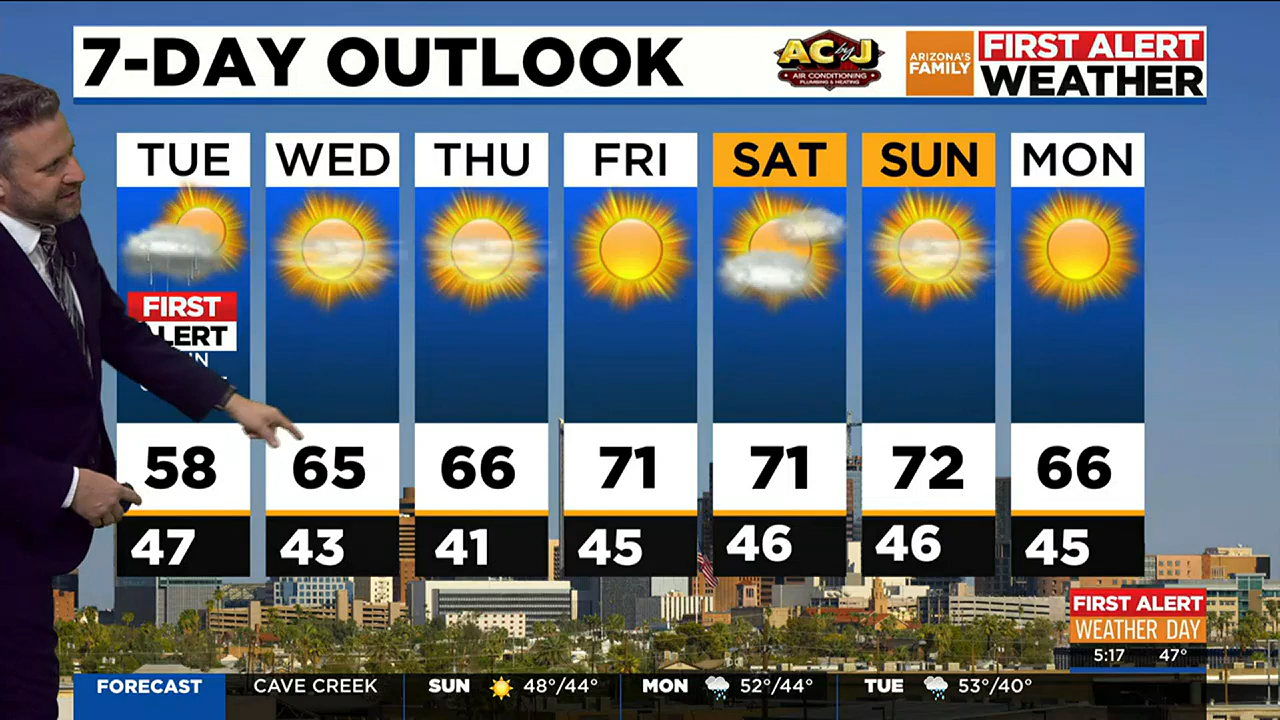 7-DAY OUTLOOK
AC by J
AIR CONDITIONING
PLUMBING & HEATING
ARIZONA'S
FAMILY
FIRST ALERT
WEATHER
TUE WED THU FRI SAT SUN MON
FIRST
58 65 66 71 71 72 66
47 43 41 45 46 46 45
FIRST ALERT
WEATHER DAY
5:17 47°
FORECAST CAVE CREEK SUN 48°/44° MON 52°/44° TUE 53°/40°